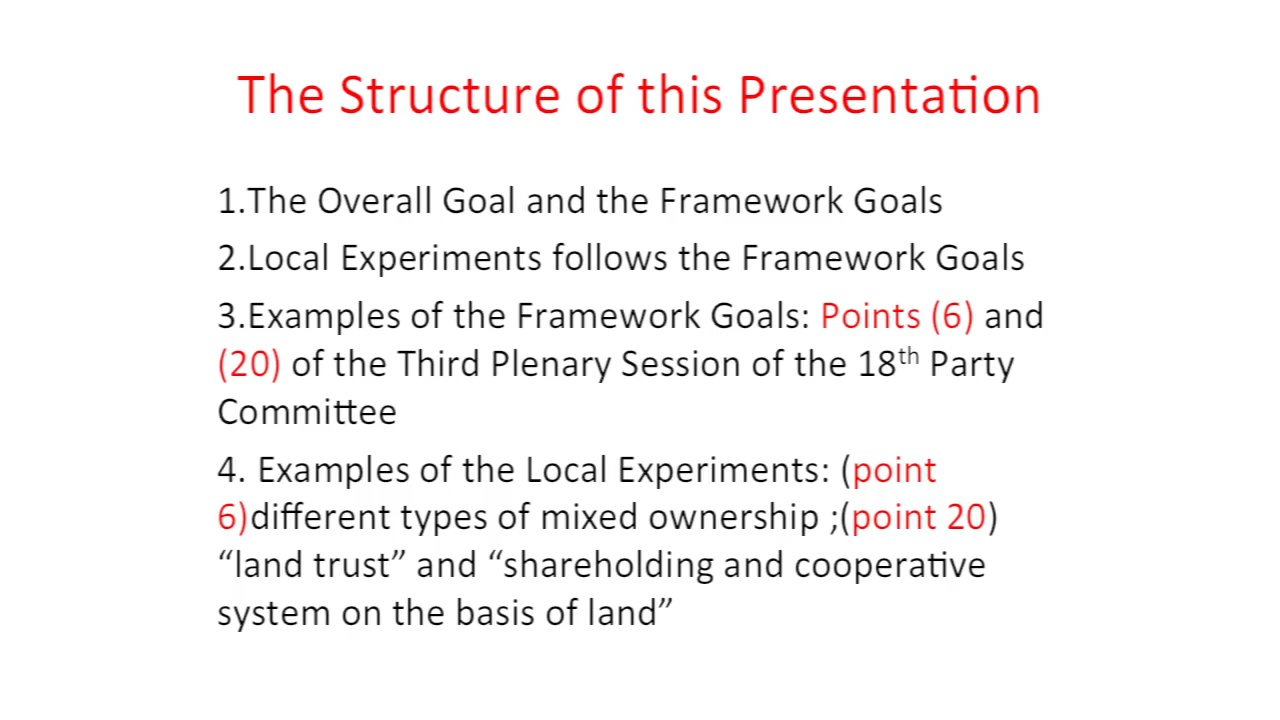 The Structure of this Presentation
1.The Overall Goal and the Framework Goals
2.Local Experiments follows the Framework Goals
3.Examples of the Framework Goals: Points (6) and
(20) of the Third Plenary Session of the 18th Party
Committee
4. Examples of the Local Experiments: (point
6)different types of mixed ownership ;(point 20)
“land trust” and “shareholding and cooperative
system on the basis of land”